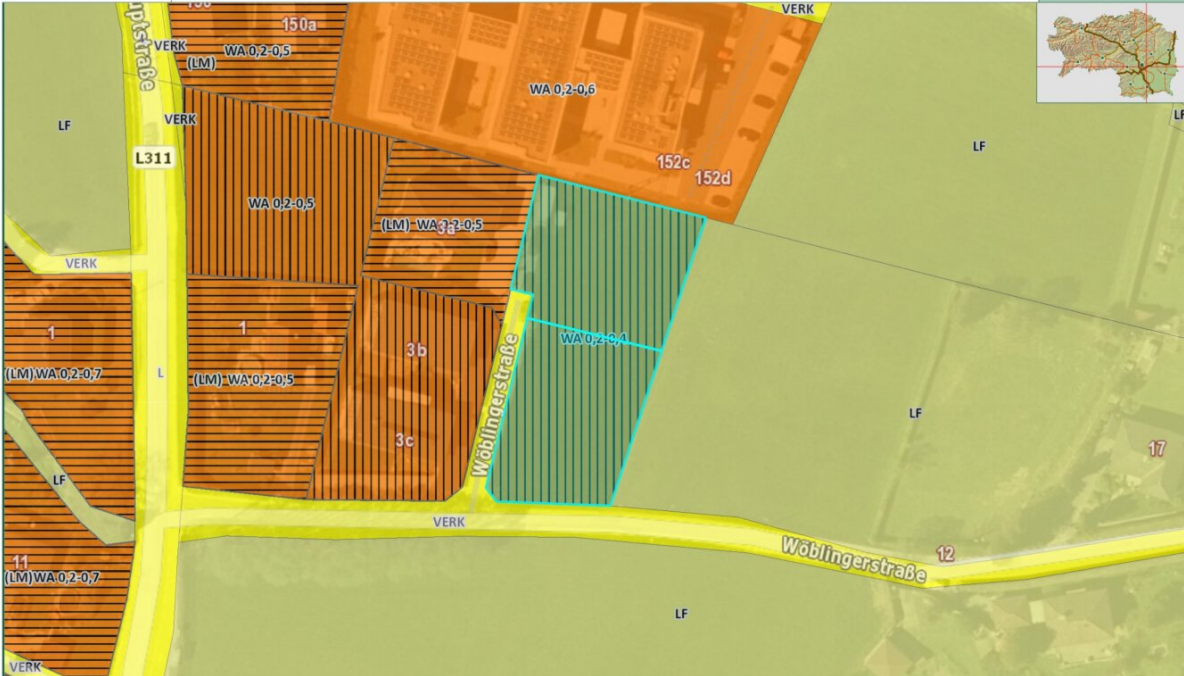 VERK
150
150a
VERK
WA 0,2-0,5
(LM)
uptstraße
WA 0,2-0,6
VERK
LF
LF
LF
L311
152c
152d
WA 0,2-0,5
(LM) WA 0,2-0,5
3a
VERK
1
1
3b
WA 0,2-0,4
(LM) WA 0,2-0,7
L
(LM) WA 0,2-0,5
Wöblingerstraße
LF
3c
17
LF
VERK
Wöblingerstraße
12
11
(LM) WA 0,2-0,7
LF
VERK